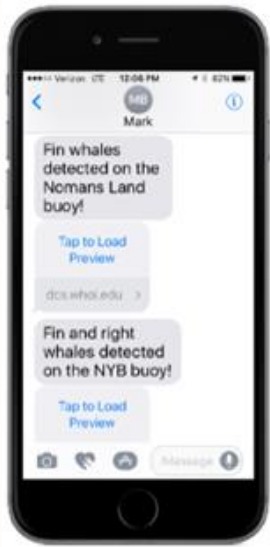 Verizon LTE 12:06 PM 62%
MB
Mark
Fin whales
detected on the
Nomans Land
buoy!
Tap to Load
Preview
dcs.whoi.edu
Fin and right
whales detected
on the NYB buoy!
Tap to Load
Preview
iMessage